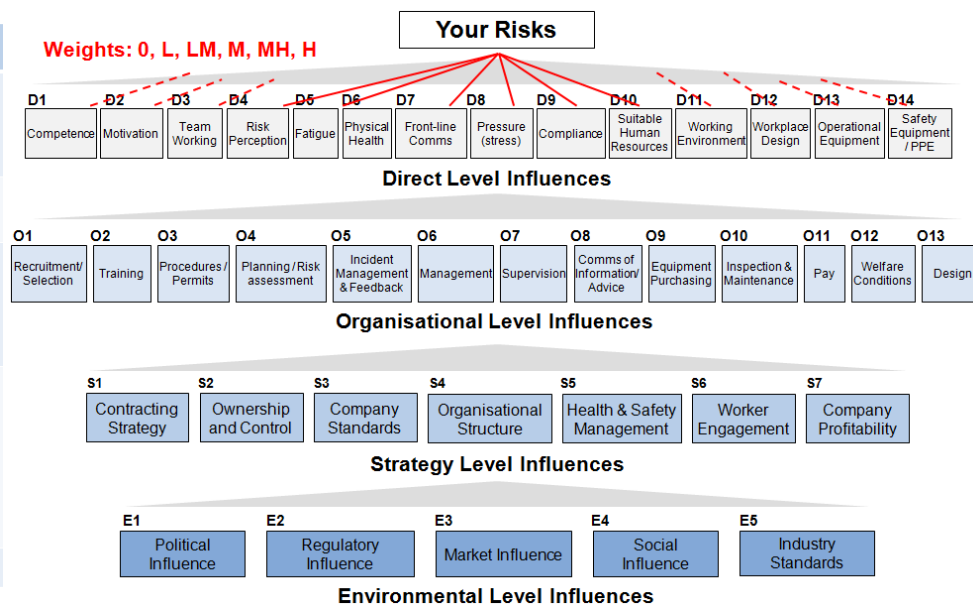 Your Risks
Weights: 0, L, LM, M, MH, H
D1 D2 D3 D4 D5 D6 D7 D8 D9 D10 D11 D12 D13 D14
Competence
Motivation
Team
Working
Risk
Perception
Fatigue
Physical
Health
Front-line
Comms
Pressure
(stress)
Compliance
Suitable
Human
Resources
Working
Environment
Workplace
Design
Operational
Equipment
Safety
Equipment
/ PPE
Direct Level Influences
O1 O2 O3 O4 O5 O6 O7 O8 O9 O10 O11 O12 O13
Recruitment/
Selection
Training
Procedures /
Permits
Planning / Risk
assessment
Incident
Management
& Feedback
Management
Supervision
Comms of
Information/
Advice
Equipment
Purchasing
Inspection &
Maintenance
Pay
Welfare
Conditions
Design
Organisational Level Influences
S1 S2 S3 S4 S5 S6 S7
Contracting
Strategy
Ownership
and Control
Company
Standards
Organisational
Structure
Health & Safety
Management
Worker
Engagement
Company
Profitability
Strategy Level Influences
E1 E2 E3 E4 E5
Political
Influence
Regulatory
Influence
Market Influence
Social
Influence
Industry
Standards
Environmental Level Influences